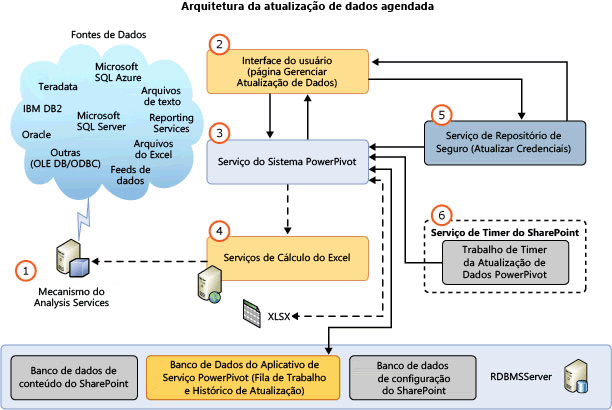 Arquitetura da atualização de dados agendada
Fontes de Dados
Microsoft
SQL Azure
Teradata
Arquivos
de texto
IBM DB2
Microsoft
SQL Server
Reporting
Services
Oracle
Arquivos
do Excel
Outras
(OLE DB/ODBC)
Feeds de
dados
2
Interface do usuário
(página Gerenciar
Atualização de Dados)
3
Serviço do Sistema PowerPivot
5
Serviço de Repositório de
Seguro (Atualizar Credenciais)
4
Serviços de Cálculo do Excel
6
Serviço de Timer do SharePoint
Trabalho de Timer
da Atualização de
Dados PowerPivot
1
Mecanismo do
Analysis Services
XLSX
Banco de dados de
conteúdo do SharePoint
Banco de Dados do Aplicativo de
Serviço PowerPivot (Fila de Trabalho
e Histórico de Atualização)
Banco de dados
de configuração
do SharePoint
RDBMSServer